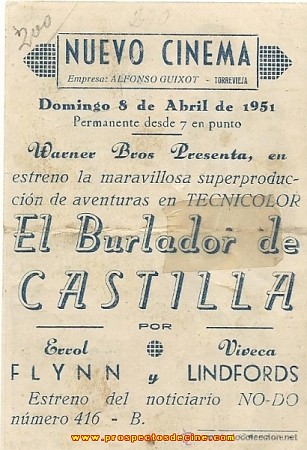 200
NUEVO CINEMA
Empresa: ALFONSO GUIXOT - TORREVIEJA
Domingo 8 de Abril de 1951
Permanente desde 7 en punto
Warner Bros Presenta, en
estreno la maravillosa superproduc-
ción de aventuras en TECNICOLOR
El Burlador de
CASTILLA
POR
Errol Viveca
FLYNN y LINDFORDS
Estreno del noticiario NO-DO
número 416 - B.
www.prospectosdecine.com
todocoleccion.net